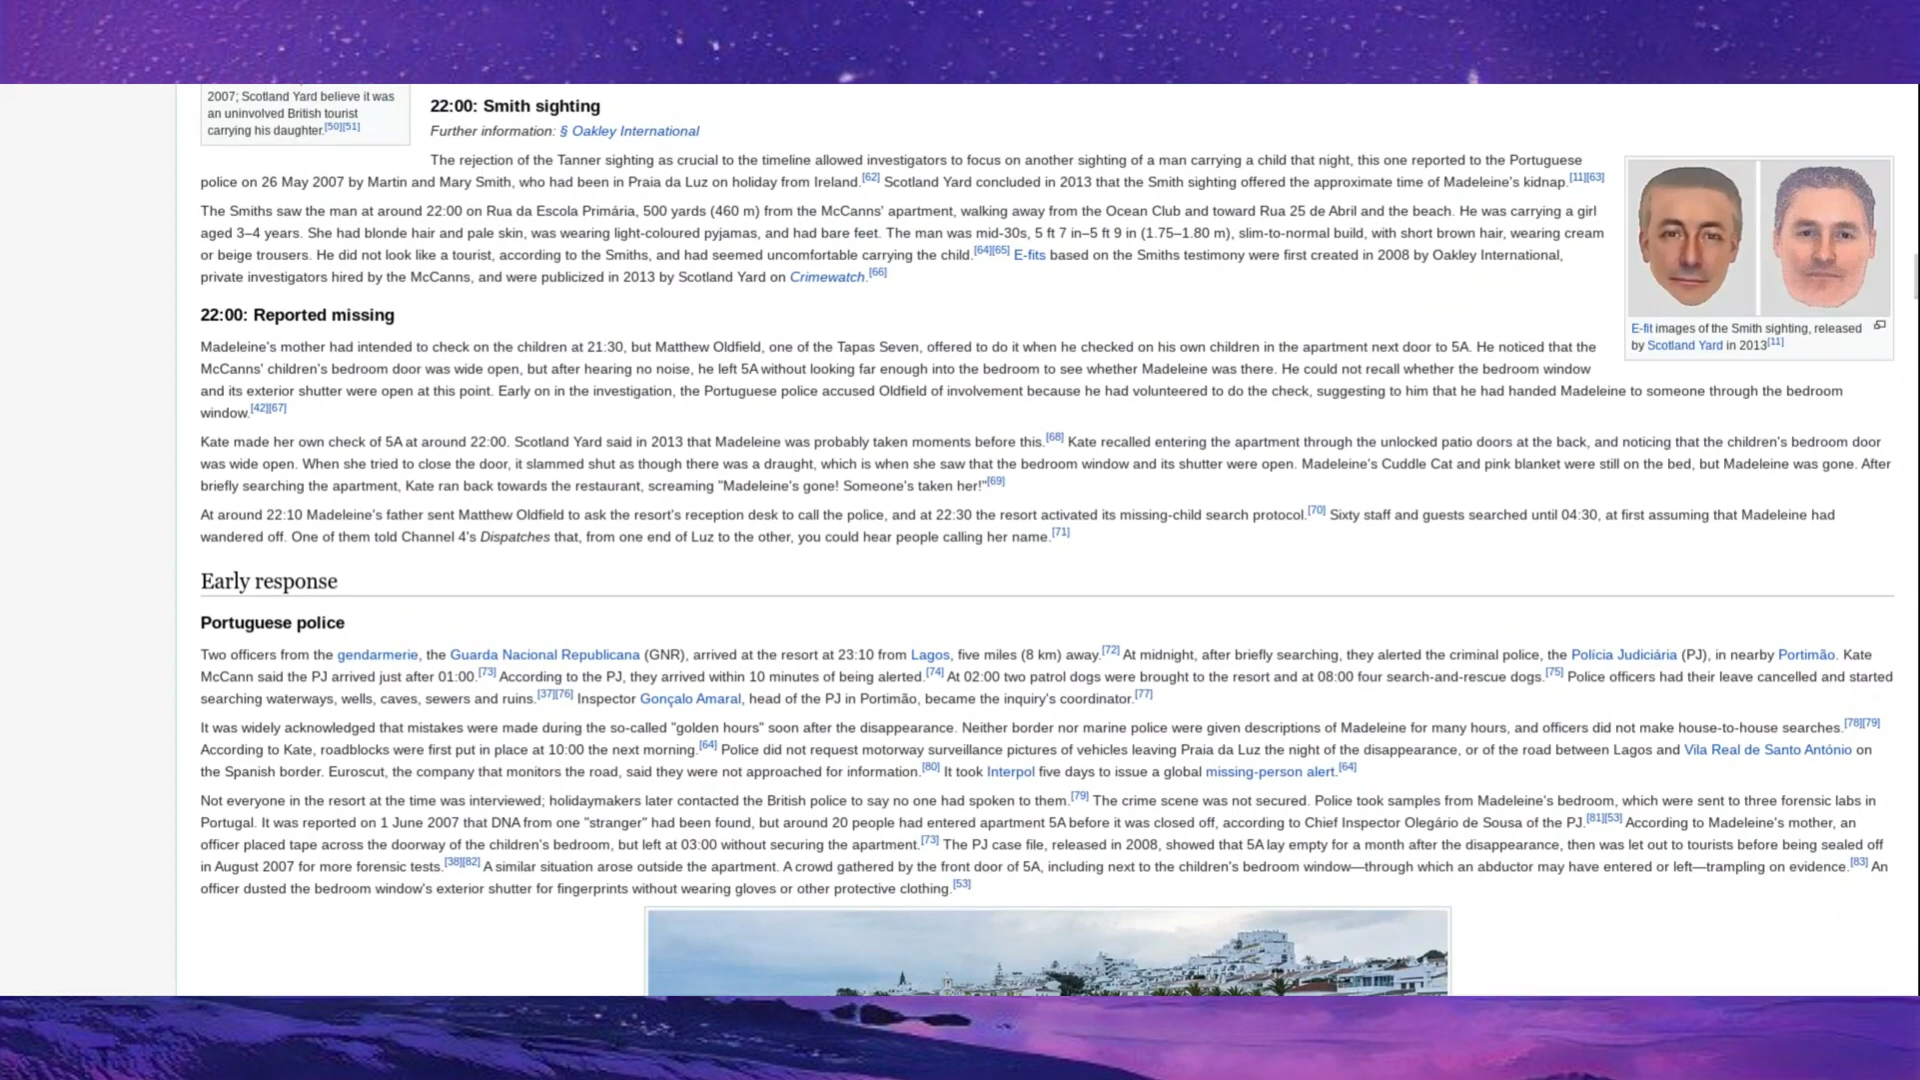 2007; Scotland Yard believe it was
an uninvolved British tourist
carrying his daughter.[50][51]
22:00: Smith sighting
Further information: § Oakley International
The rejection of the Tanner sighting as crucial to the timeline allowed investigators to focus on another sighting of a man carrying a child that night, this one reported to the Portuguese
police on 26 May 2007 by Martin and Mary Smith, who had been in Praia da Luz on holiday from Ireland.[62] Scotland Yard concluded in 2013 that the Smith sighting offered the approximate time of Madeleine's kidnap.[11][63]
The Smiths saw the man at around 22:00 on Rua da Escola Primária, 500 yards (460 m) from the McCanns' apartment, walking away from the Ocean Club and toward Rua 25 de Abril and the beach. He was carrying a girl
aged 3–4 years. She had blonde hair and pale skin, was wearing light-coloured pyjamas, and had bare feet. The man was mid-30s, 5 ft 7 in–5 ft 9 in (1.75–1.80 m), slim-to-normal build, with short brown hair, wearing cream
or beige trousers. He did not look like a tourist, according to the Smiths, and had seemed uncomfortable carrying the child.[64][65] E-fits based on the Smiths testimony were first created in 2008 by Oakley International,
private investigators hired by the McCanns, and were publicized in 2013 by Scotland Yard on Crimewatch.[66]
E-fit images of the Smith sighting, released
by Scotland Yard in 2013[11]
22:00: Reported missing
Madeleine's mother had intended to check on the children at 21:30, but Matthew Oldfield, one of the Tapas Seven, offered to do it when he checked on his own children in the apartment next door to 5A. He noticed that the
McCanns' children's bedroom door was wide open, but after hearing no noise, he left 5A without looking far enough into the bedroom to see whether Madeleine was there. He could not recall whether the bedroom window
and its exterior shutter were open at this point. Early on in the investigation, the Portuguese police accused Oldfield of involvement because he had volunteered to do the check, suggesting to him that he had handed Madeleine to someone through the bedroom
window.[42][67]
Kate made her own check of 5A at around 22:00. Scotland Yard said in 2013 that Madeleine was probably taken moments before this.[68] Kate recalled entering the apartment through the unlocked patio doors at the back, and noticing that the children's bedroom door
was wide open. When she tried to close the door, it slammed shut as though there was a draught, which is when she saw that the bedroom window and its shutter were open. Madeleine's Cuddle Cat and pink blanket were still on the bed, but Madeleine was gone. After
briefly searching the apartment, Kate ran back towards the restaurant, screaming "Madeleine's gone! Someone's taken her!"[69]
At around 22:10 Madeleine's father sent Matthew Oldfield to ask the resort's reception desk to call the police, and at 22:30 the resort activated its missing-child search protocol.[70] Sixty staff and guests searched until 04:30, at first assuming that Madeleine had
wandered off. One of them told Channel 4's Dispatches that, from one end of Luz to the other, you could hear people calling her name.[71]
Early response
Portuguese police
Two officers from the gendarmerie, the Guarda Nacional Republicana (GNR), arrived at the resort at 23:10 from Lagos, five miles (8 km) away.[72] At midnight, after briefly searching, they alerted the criminal police, the Polícia Judiciária (PJ), in nearby Portimão. Kate
McCann said the PJ arrived just after 01:00.[73] According to the PJ, they arrived within 10 minutes of being alerted.[74] At 02:00 two patrol dogs were brought to the resort and at 08:00 four search-and-rescue dogs.[75] Police officers had their leave cancelled and started
searching waterways, wells, caves, sewers and ruins.[37][76] Inspector Gonçalo Amaral, head of the PJ in Portimão, became the inquiry's coordinator.[77]
It was widely acknowledged that mistakes were made during the so-called "golden hours" soon after the disappearance. Neither border nor marine police were given descriptions of Madeleine for many hours, and officers did not make house-to-house searches.[78][79]
According to Kate, roadblocks were first put in place at 10:00 the next morning.[64] Police did not request motorway surveillance pictures of vehicles leaving Praia da Luz the night of the disappearance, or of the road between Lagos and Vila Real de Santo António on
the Spanish border. Euroscut, the company that monitors the road, said they were not approached for information.[80] It took Interpol five days to issue a global missing-person alert.[64]
Not everyone in the resort at the time was interviewed; holidaymakers later contacted the British police to say no one had spoken to them.[79] The crime scene was not secured. Police took samples from Madeleine's bedroom, which were sent to three forensic labs in
Portugal. It was reported on 1 June 2007 that DNA from one "stranger" had been found, but around 20 people had entered apartment 5A before it was closed off, according to Chief Inspector Olegário de Sousa of the PJ.[81][53] According to Madeleine's mother, an
officer placed tape across the doorway of the children's bedroom, but left at 03:00 without securing the apartment.[73] The PJ case file, released in 2008, showed that 5A lay empty for a month after the disappearance, then was let out to tourists before being sealed off
in August 2007 for more forensic tests.[38][82] A similar situation arose outside the apartment. A crowd gathered by the front door of 5A, including next to the children's bedroom window—through which an abductor may have entered or left—trampling on evidence.[83] An
officer dusted the bedroom window's exterior shutter for fingerprints without wearing gloves or other protective clothing.[53]